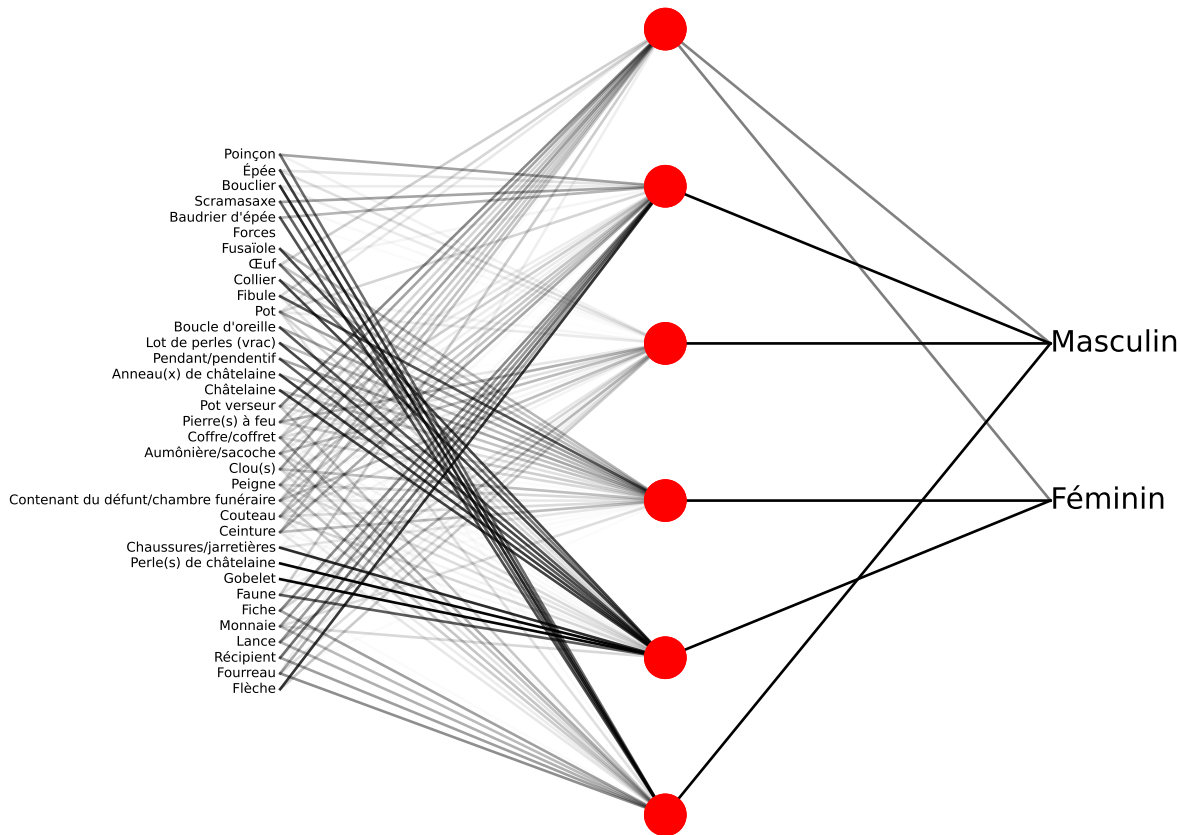 Poinçon
Épée
Bouclier
Scramasaxe
Baudrier d'épée
Forces
Fusaïole
Œuf
Collier
Fibule
Pot
Boucle d'oreille
Lot de perles (vrac)
Pendant/pendentif
Anneau(x) de châtelaine
Châtelaine
Pot verseur
Pierre(s) à feu
Coffre/coffret
Aumônière/sacoche
Clou(s)
Peigne
Contenant du défunt/chambre funéraire
Couteau
Ceinture
Chaussures/jarretières
Perle(s) de châtelaine
Gobelet
Faune
Fiche
Monnaie
Lance
Récipient
Fourreau
Flèche
Masculin
Féminin